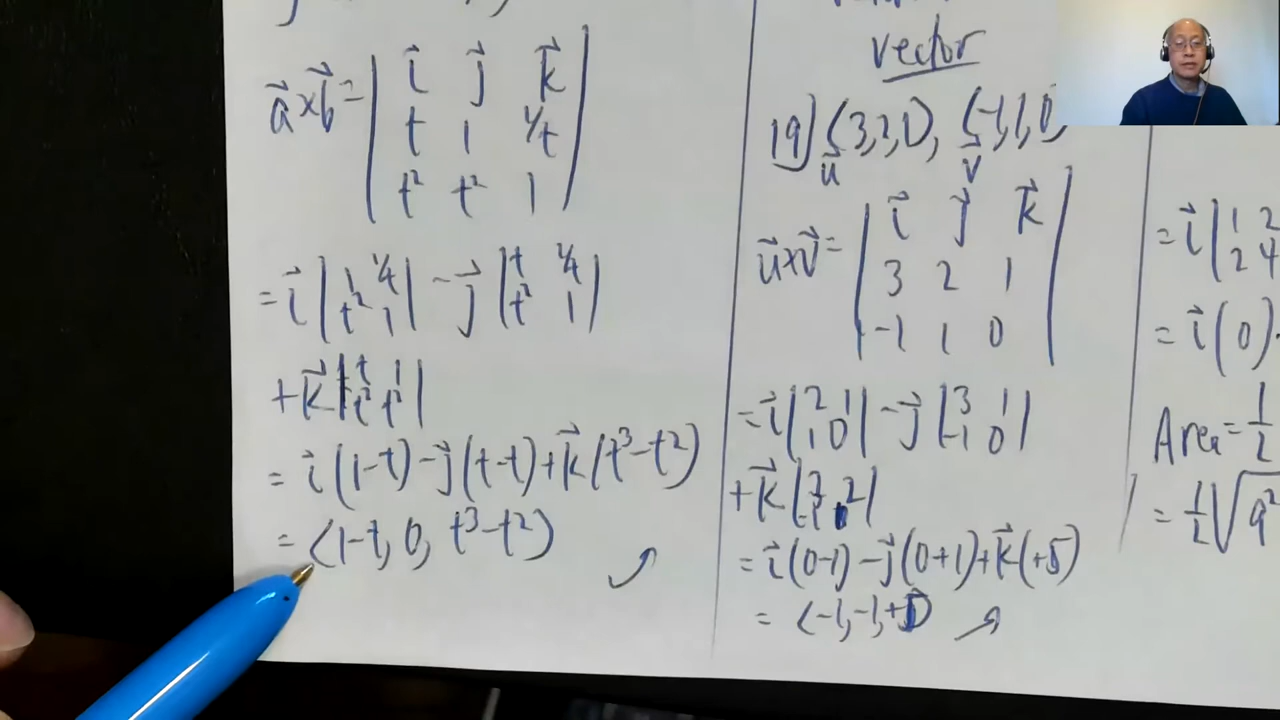 a⃗×b⃗= | i⃗ j⃗ k⃗ |
| t 1 1/t |
| t² t² 1 |
= i⃗ | 1 1/t | - j⃗ | t 1/t |
| t² 1 | | t² 1 |
+k⃗ | t 1 |
| t² t² |
= i⃗(1-t)-j⃗(t-t)+k⃗(t³-t²)
= <1-t, 0, t³-t²>
vector
19) <3,2,1>, <-1,1,0>
u⃗ v⃗
u⃗×v⃗= | i⃗ j⃗ k⃗ |
| 3 2 1 |
| -1 1 0 |
= i⃗ | 2 1 | - j⃗ | 3 1 |
| 1 0 | | -1 0 |
+k⃗ | 3 2 |
| -1 1 |
= i⃗(0-1)-j⃗(0+1)+k⃗(+5)
= <-1,-1,+5>
= i⃗ | 1 2
| 2 4
= i⃗(0)
Area= 1/2
= 1/2 √9²